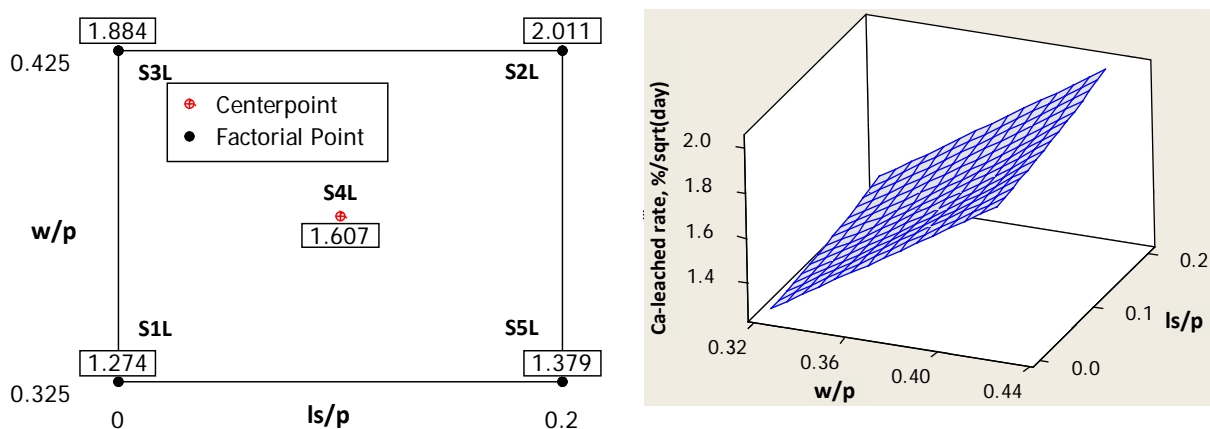 1.884
2.011
0.425
S3L
S2L
Centerpoint
Factorial Point
S4L
w/p
1.607
S1L
S5L
1.274
1.379
0.325
0
ls/p
0.2
Ca-leached rate, %/sqrt(day)
2.0
1.8
1.6
1.4
0.32
0.36
0.40
0.44
w/p
0.0
0.1
0.2
ls/p